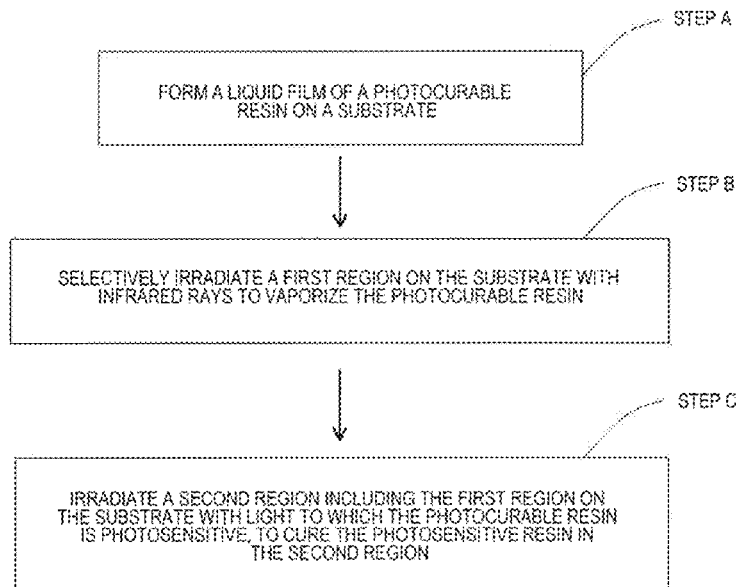 STEP A
FORM A LIQUID FILM OF A PHOTOCURABLE
RESIN ON A SUBSTRATE
STEP B
SELECTIVELY IRRADIATE A FIRST REGION ON THE SUBSTRATE WITH
INFRARED RAYS TO VAPORIZE THE PHOTOCURABLE RESIN
STEP C
IRRADIATE A SECOND REGION INCLUDING THE FIRST REGION ON
THE SUBSTRATE WITH LIGHT TO WHICH THE PHOTOCURABLE RESIN
IS PHOTOSENSITIVE, TO CURE THE PHOTOSENSITIVE RESIN IN
THE SECOND REGION